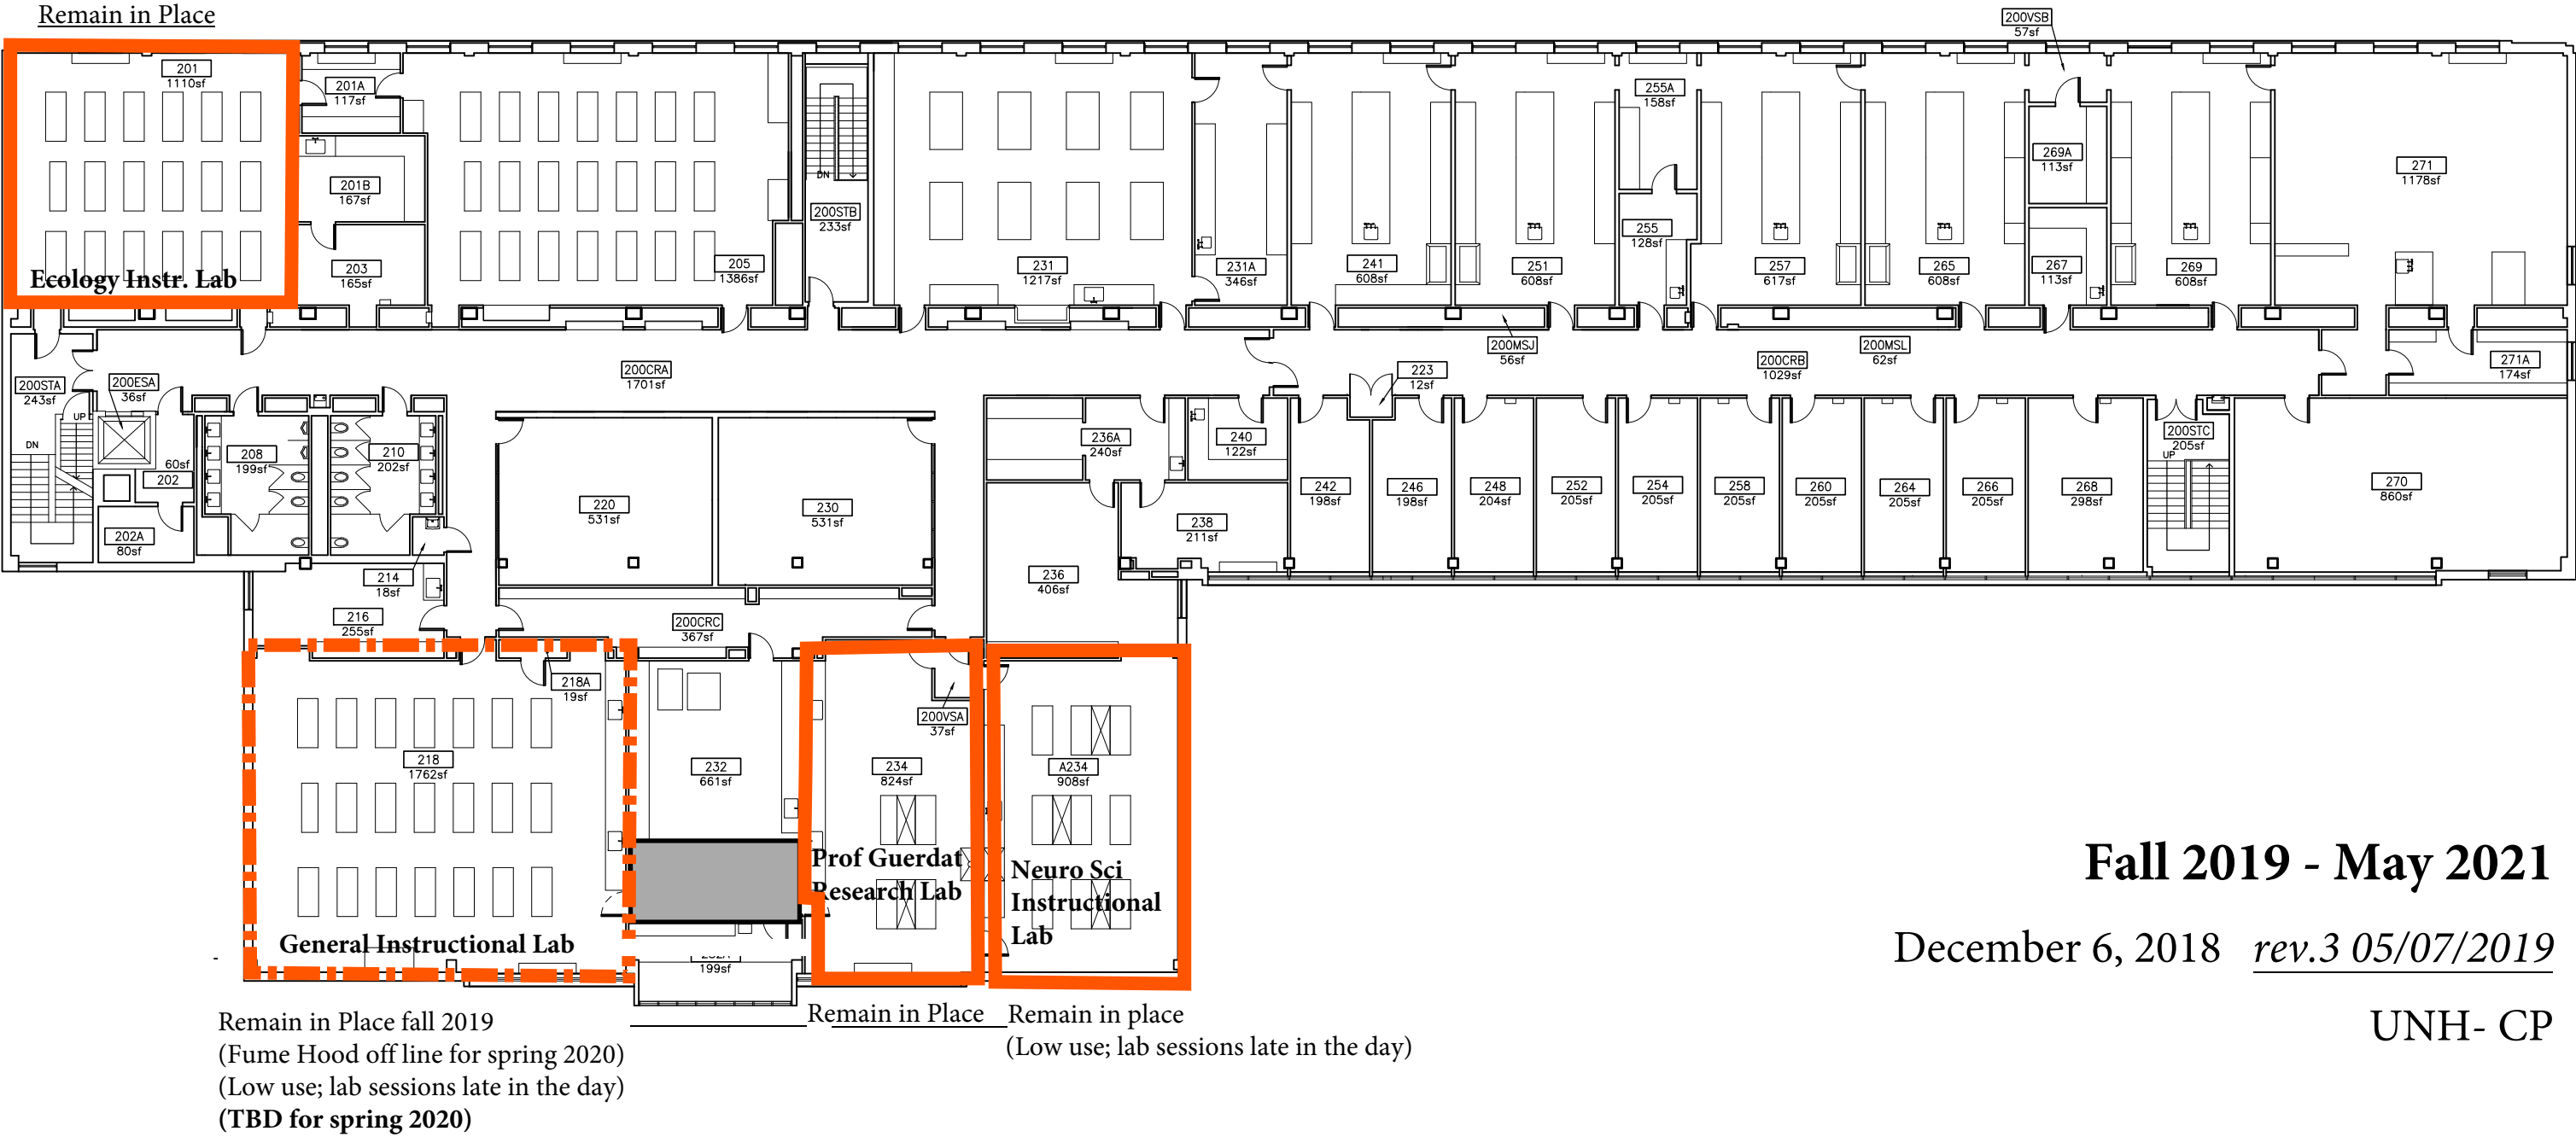 Remain in Place
200VSB
57sf
201
1110sf
201A
117sf
255A
158sf
269A
113sf
271
1178sf
201B
167sf
DN
200STB
233sf
255
128sf
Ecology Instr. Lab
203
165sf
205
1386sf
231
1217sf
231A
346sf
241
608sf
251
608sf
257
617sf
265
608sf
267
113sf
269
608sf
200STA
243sf
200ESA
36sf
200CRA
1701sf
223
12sf
200MSJ
56sf
200CRB
1029sf
200MSL
62sf
271A
174sf
UP
DN
60sf
202
208
199sf
210
202sf
236A
240sf
240
122sf
200STC
205sf
UP
202A
80sf
220
531sf
230
531sf
238
211sf
242
198sf
246
198sf
248
204sf
252
205sf
254
205sf
258
205sf
260
205sf
264
205sf
266
205sf
268
298sf
270
860sf
214
18sf
216
255sf
200CRC
367sf
236
406sf
218A
19sf
200VSA
37sf
218
1762sf
232
661sf
234
824sf
A234
908sf
Prof Guerdat
Research Lab
Neuro Sci
Instructional
Lab
General Instructional Lab
199sf
Fall 2019 - May 2021
December 6, 2018 rev.3 05/07/2019
UNH- CP
Remain in Place fall 2019
(Fume Hood off line for spring 2020)
(Low use; lab sessions late in the day)
(TBD for spring 2020)
Remain in Place
Remain in place
(Low use; lab sessions late in the day)